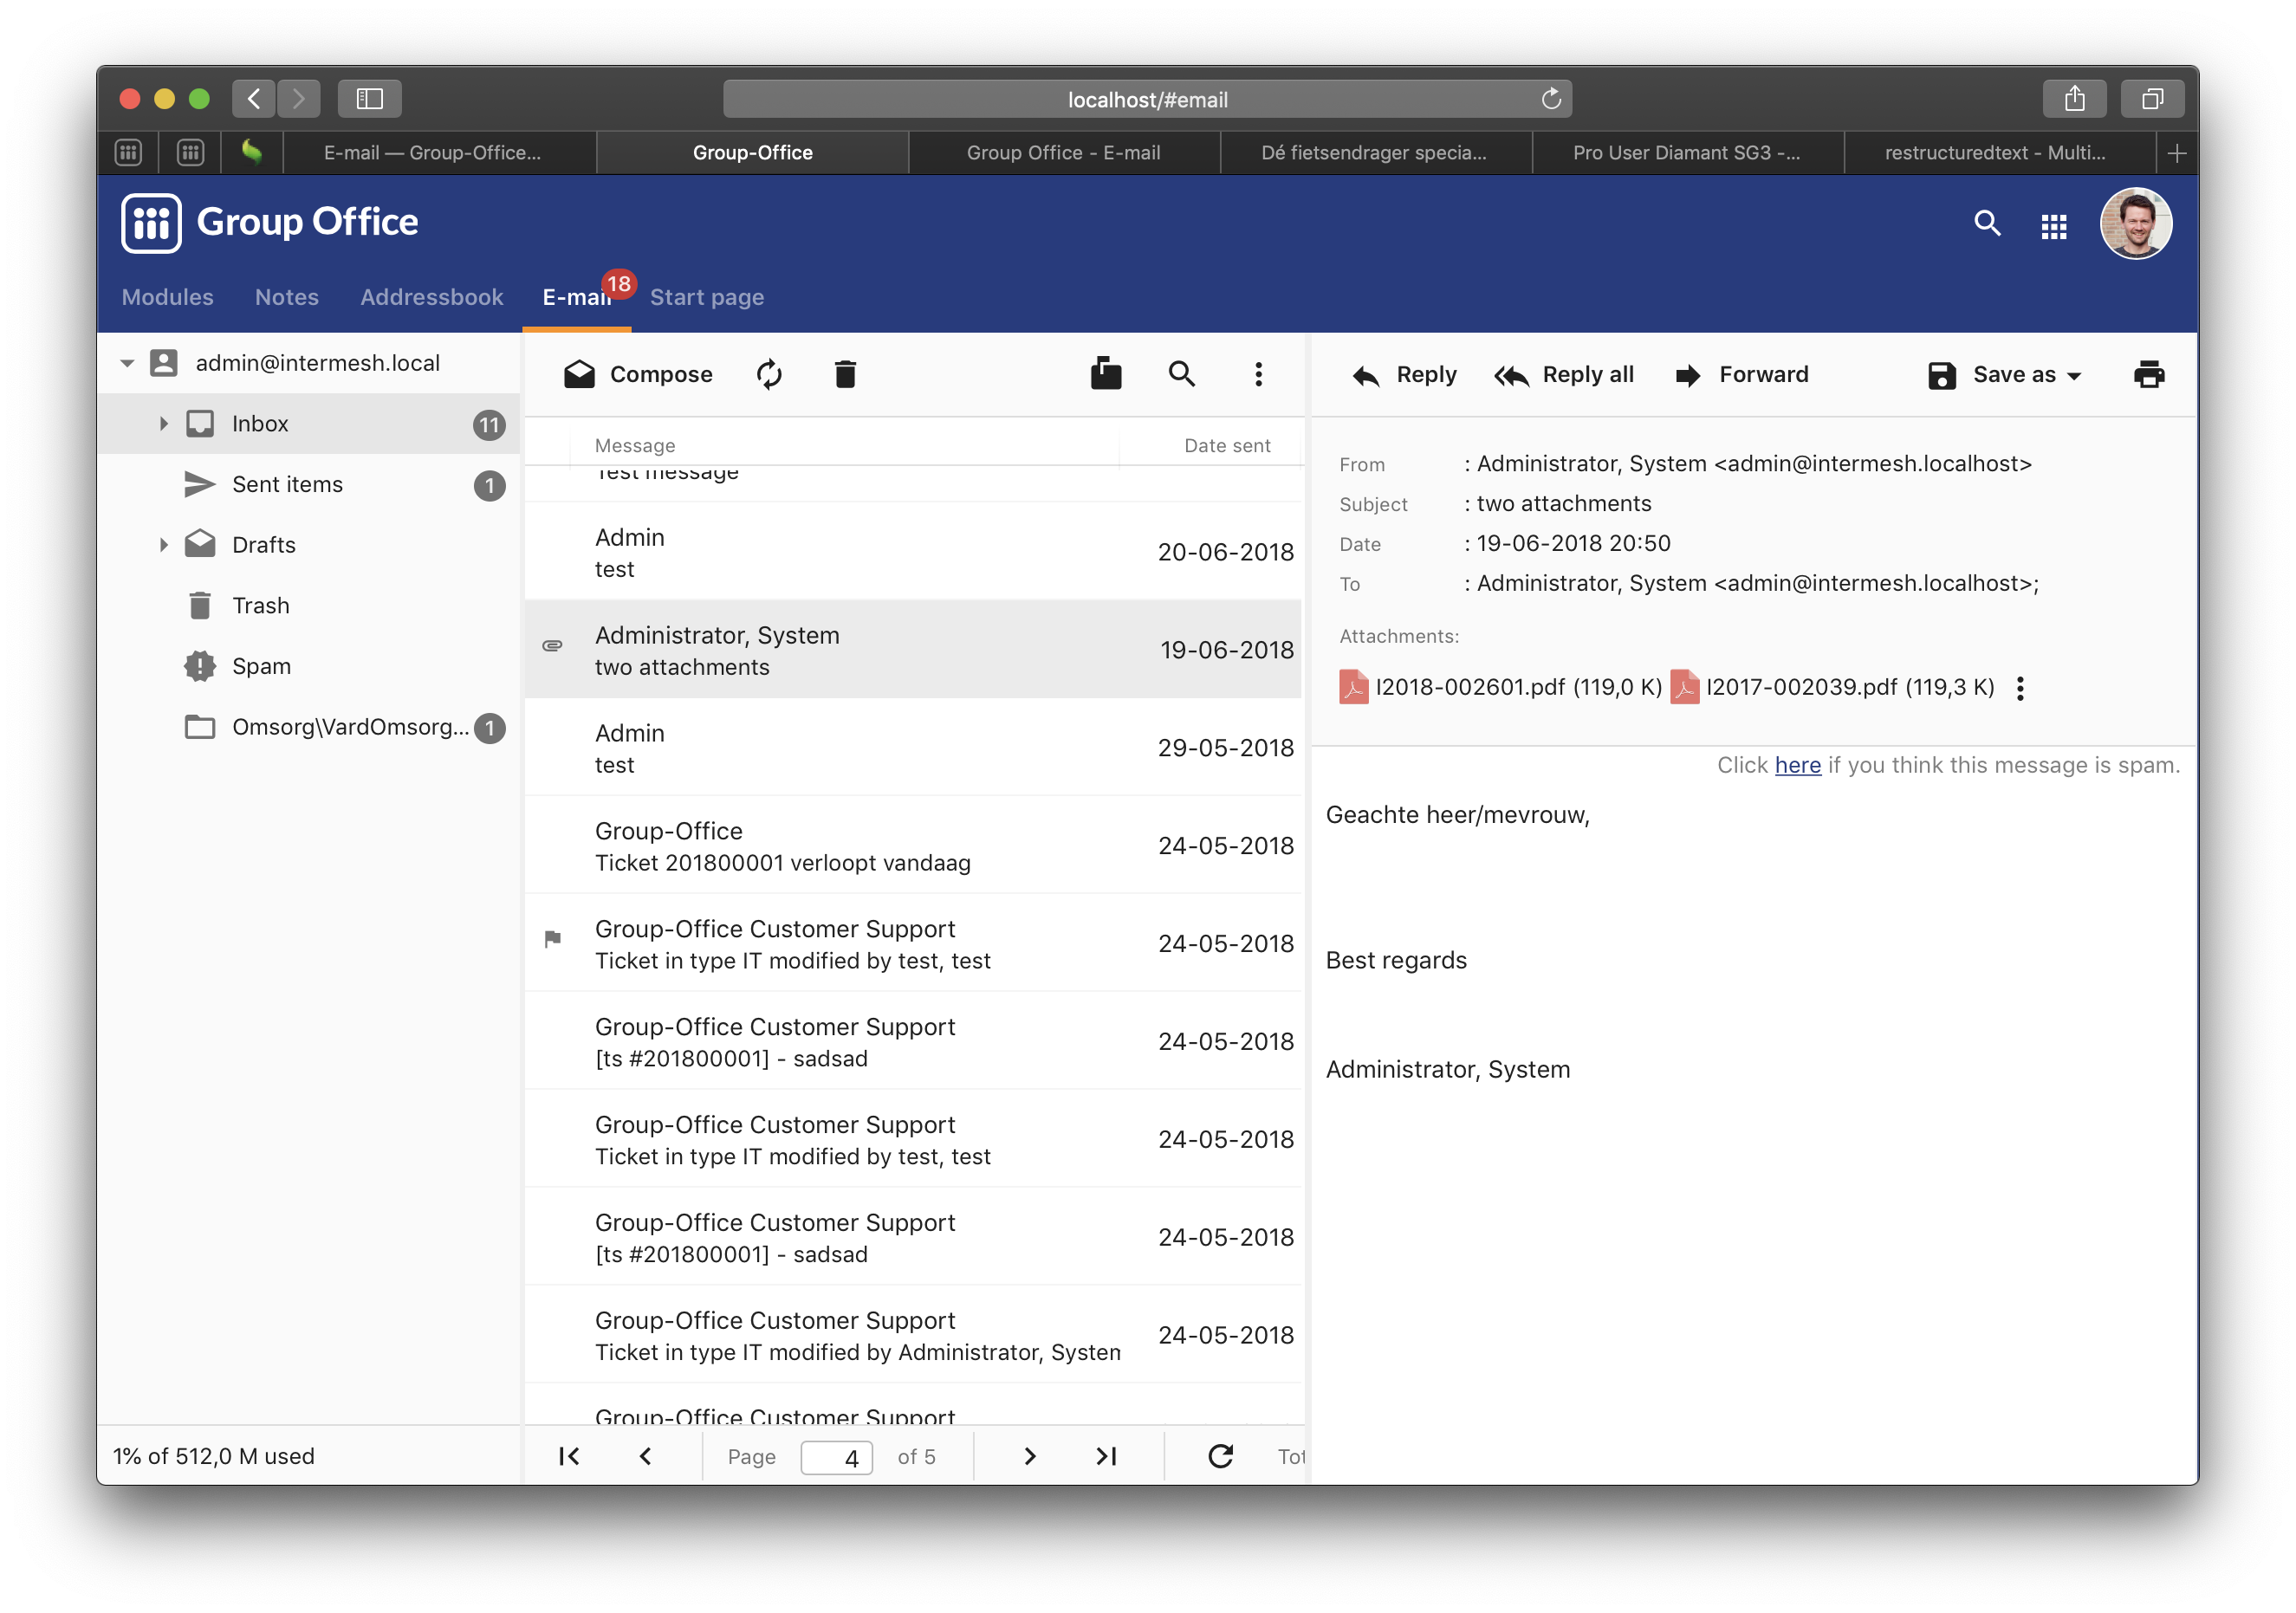 localhost/#email
E-mail — Group-Office...
Group-Office
Group Office - E-mail
Dé fietsendrager specia...
Pro User Diamant SG3 -...
restructuredtext - Multi...
Group Office
Modules
Notes
Addressbook
E-mail
18
Start page
admin@intermesh.local
Inbox
11
Sent items
1
Drafts
Trash
Spam
Omsorg\VardOmsorg...
1
1% of 512,0 M used
Compose
Message
Date sent
Test message
Admin
test
20-06-2018
Administrator, System
two attachments
19-06-2018
Admin
test
29-05-2018
Group-Office
Ticket 201800001 verloopt vandaag
24-05-2018
Group-Office Customer Support
Ticket in type IT modified by test, test
24-05-2018
Group-Office Customer Support
[ts #201800001] - sadsad
24-05-2018
Group-Office Customer Support
Ticket in type IT modified by test, test
24-05-2018
Group-Office Customer Support
[ts #201800001] - sadsad
24-05-2018
Group-Office Customer Support
Ticket in type IT modified by Administrator, System
24-05-2018
Group-Office Customer Support
Page 4 of 5
Tot
Reply
Reply all
Forward
Save as
From : Administrator, System <admin@intermesh.localhost>
Subject : two attachments
Date : 19-06-2018 20:50
To : Administrator, System <admin@intermesh.localhost>;
Attachments:
I2018-002601.pdf (119,0 K) I2017-002039.pdf (119,3 K)
Click here if you think this message is spam.
Geachte heer/mevrouw,
Best regards
Administrator, System